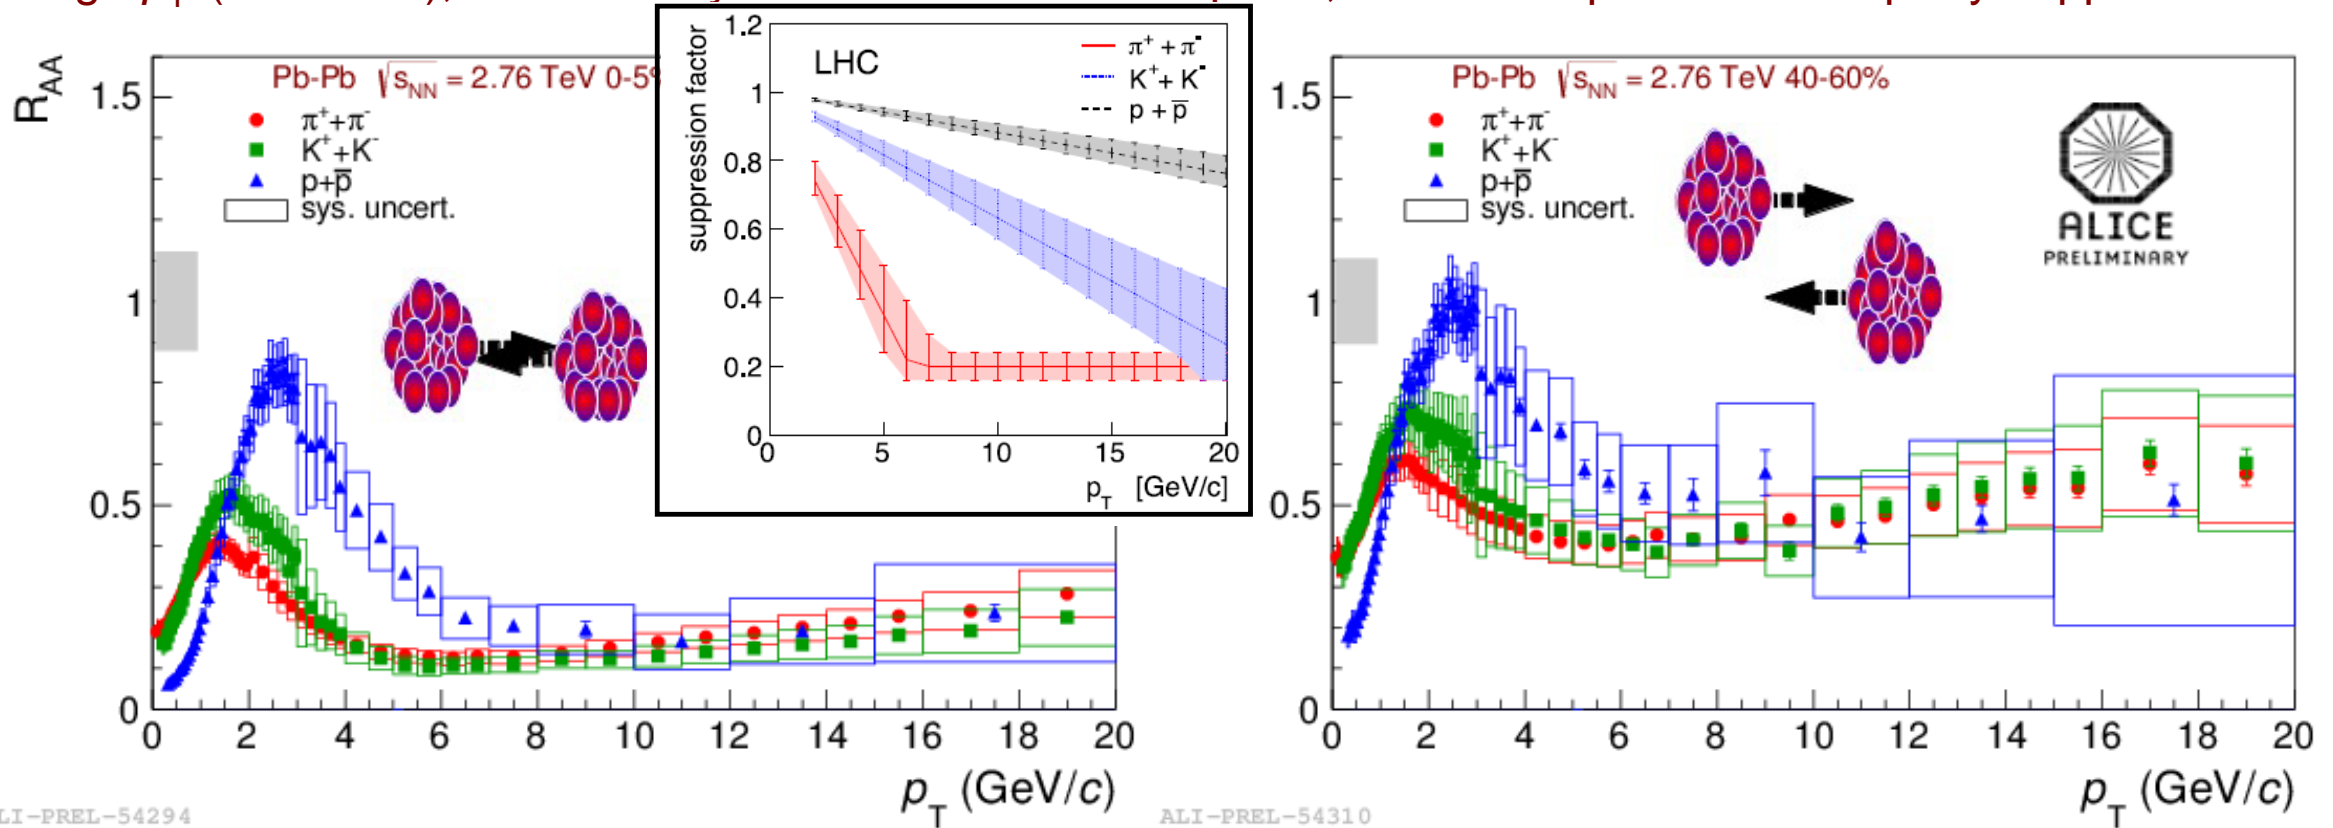 R_AA
Pb-Pb √s_NN = 2.76 TeV 0-5%
π⁺+π⁻
K⁺+K⁻
p+p̅
sys. uncert.
1.5
1
0.5
0
0 2 4 6 8 10 12 14 16 18 20
p_T (GeV/c)
LI-PREL-54294
suppression factor
LHC
π⁺ + π⁻
K⁺ + K⁻
p + p̅
1.2
1
0.8
0.6
0.4
0.2
0
0 5 10 15 20
p_T [GeV/c]
Pb-Pb √s_NN = 2.76 TeV 40-60%
π⁺+π⁻
K⁺+K⁻
p+p̅
sys. uncert.
ALICE
PRELIMINARY
1.5
1
0.5
0
0 2 4 6 8 10 12 14 16 18 20
p_T (GeV/c)
ALI-PREL-54310